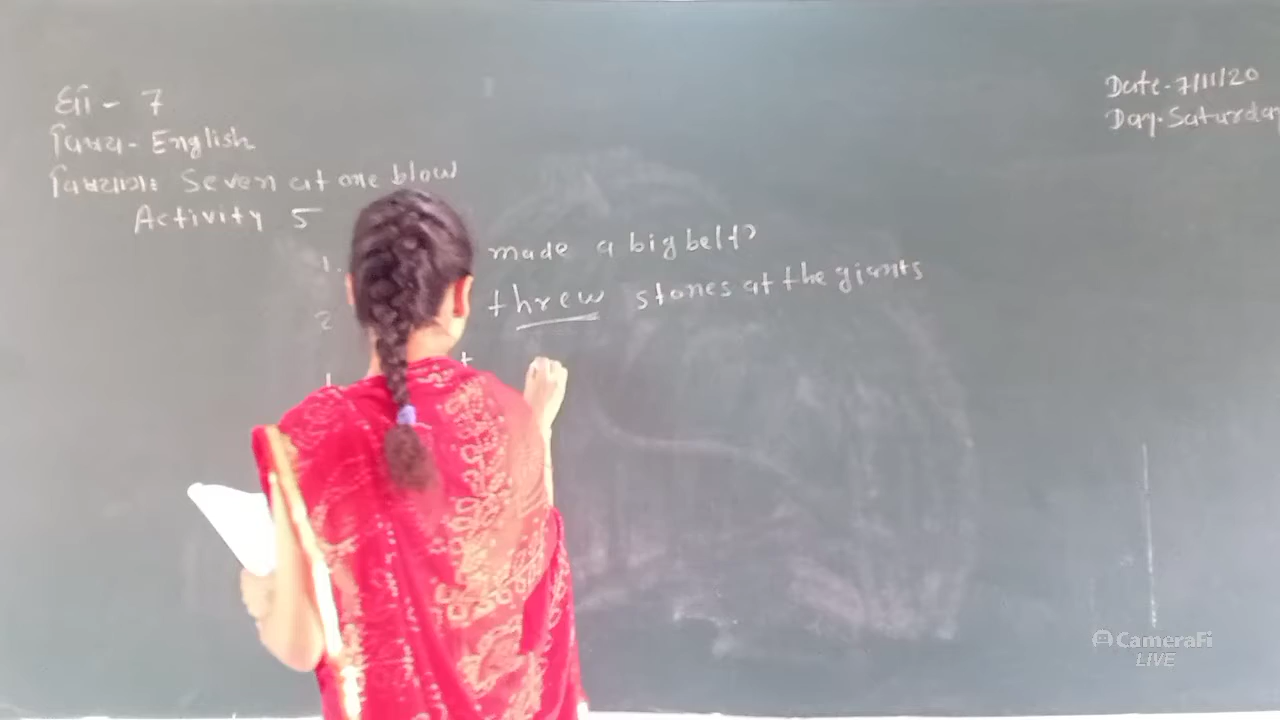 ધો - 7
વિષય - English
વિષયાંગ: Seven at one blow
Activity 5
1. made a big belt?
2 threw stones at the giants
Date - 7/11/20
Day. Saturday
CameraFi
LIVE